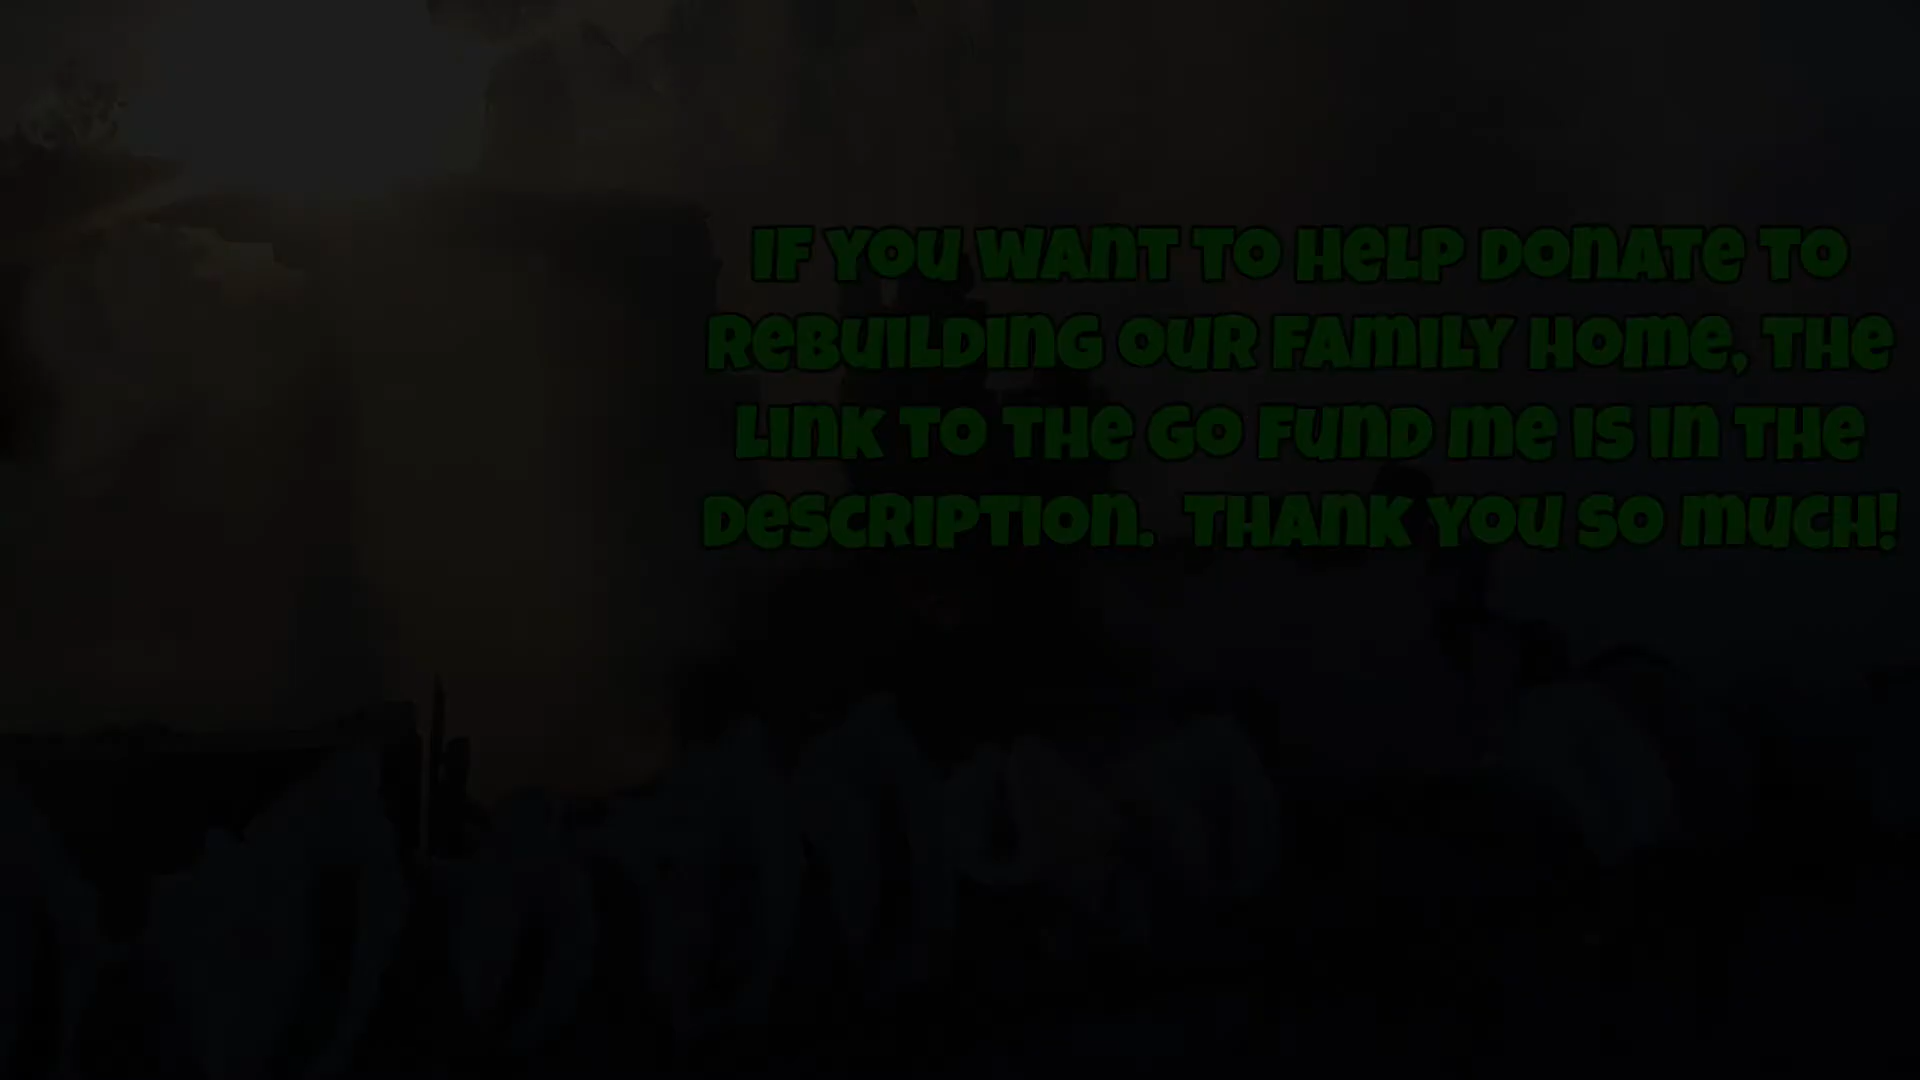 IF YOU WANT TO HELP DONATE TO
REBUILDING OUR FAMILY HOME, THE
LINK TO THE GO FUND ME IS IN THE
DESCRIPTION. THANK YOU SO MUCH!